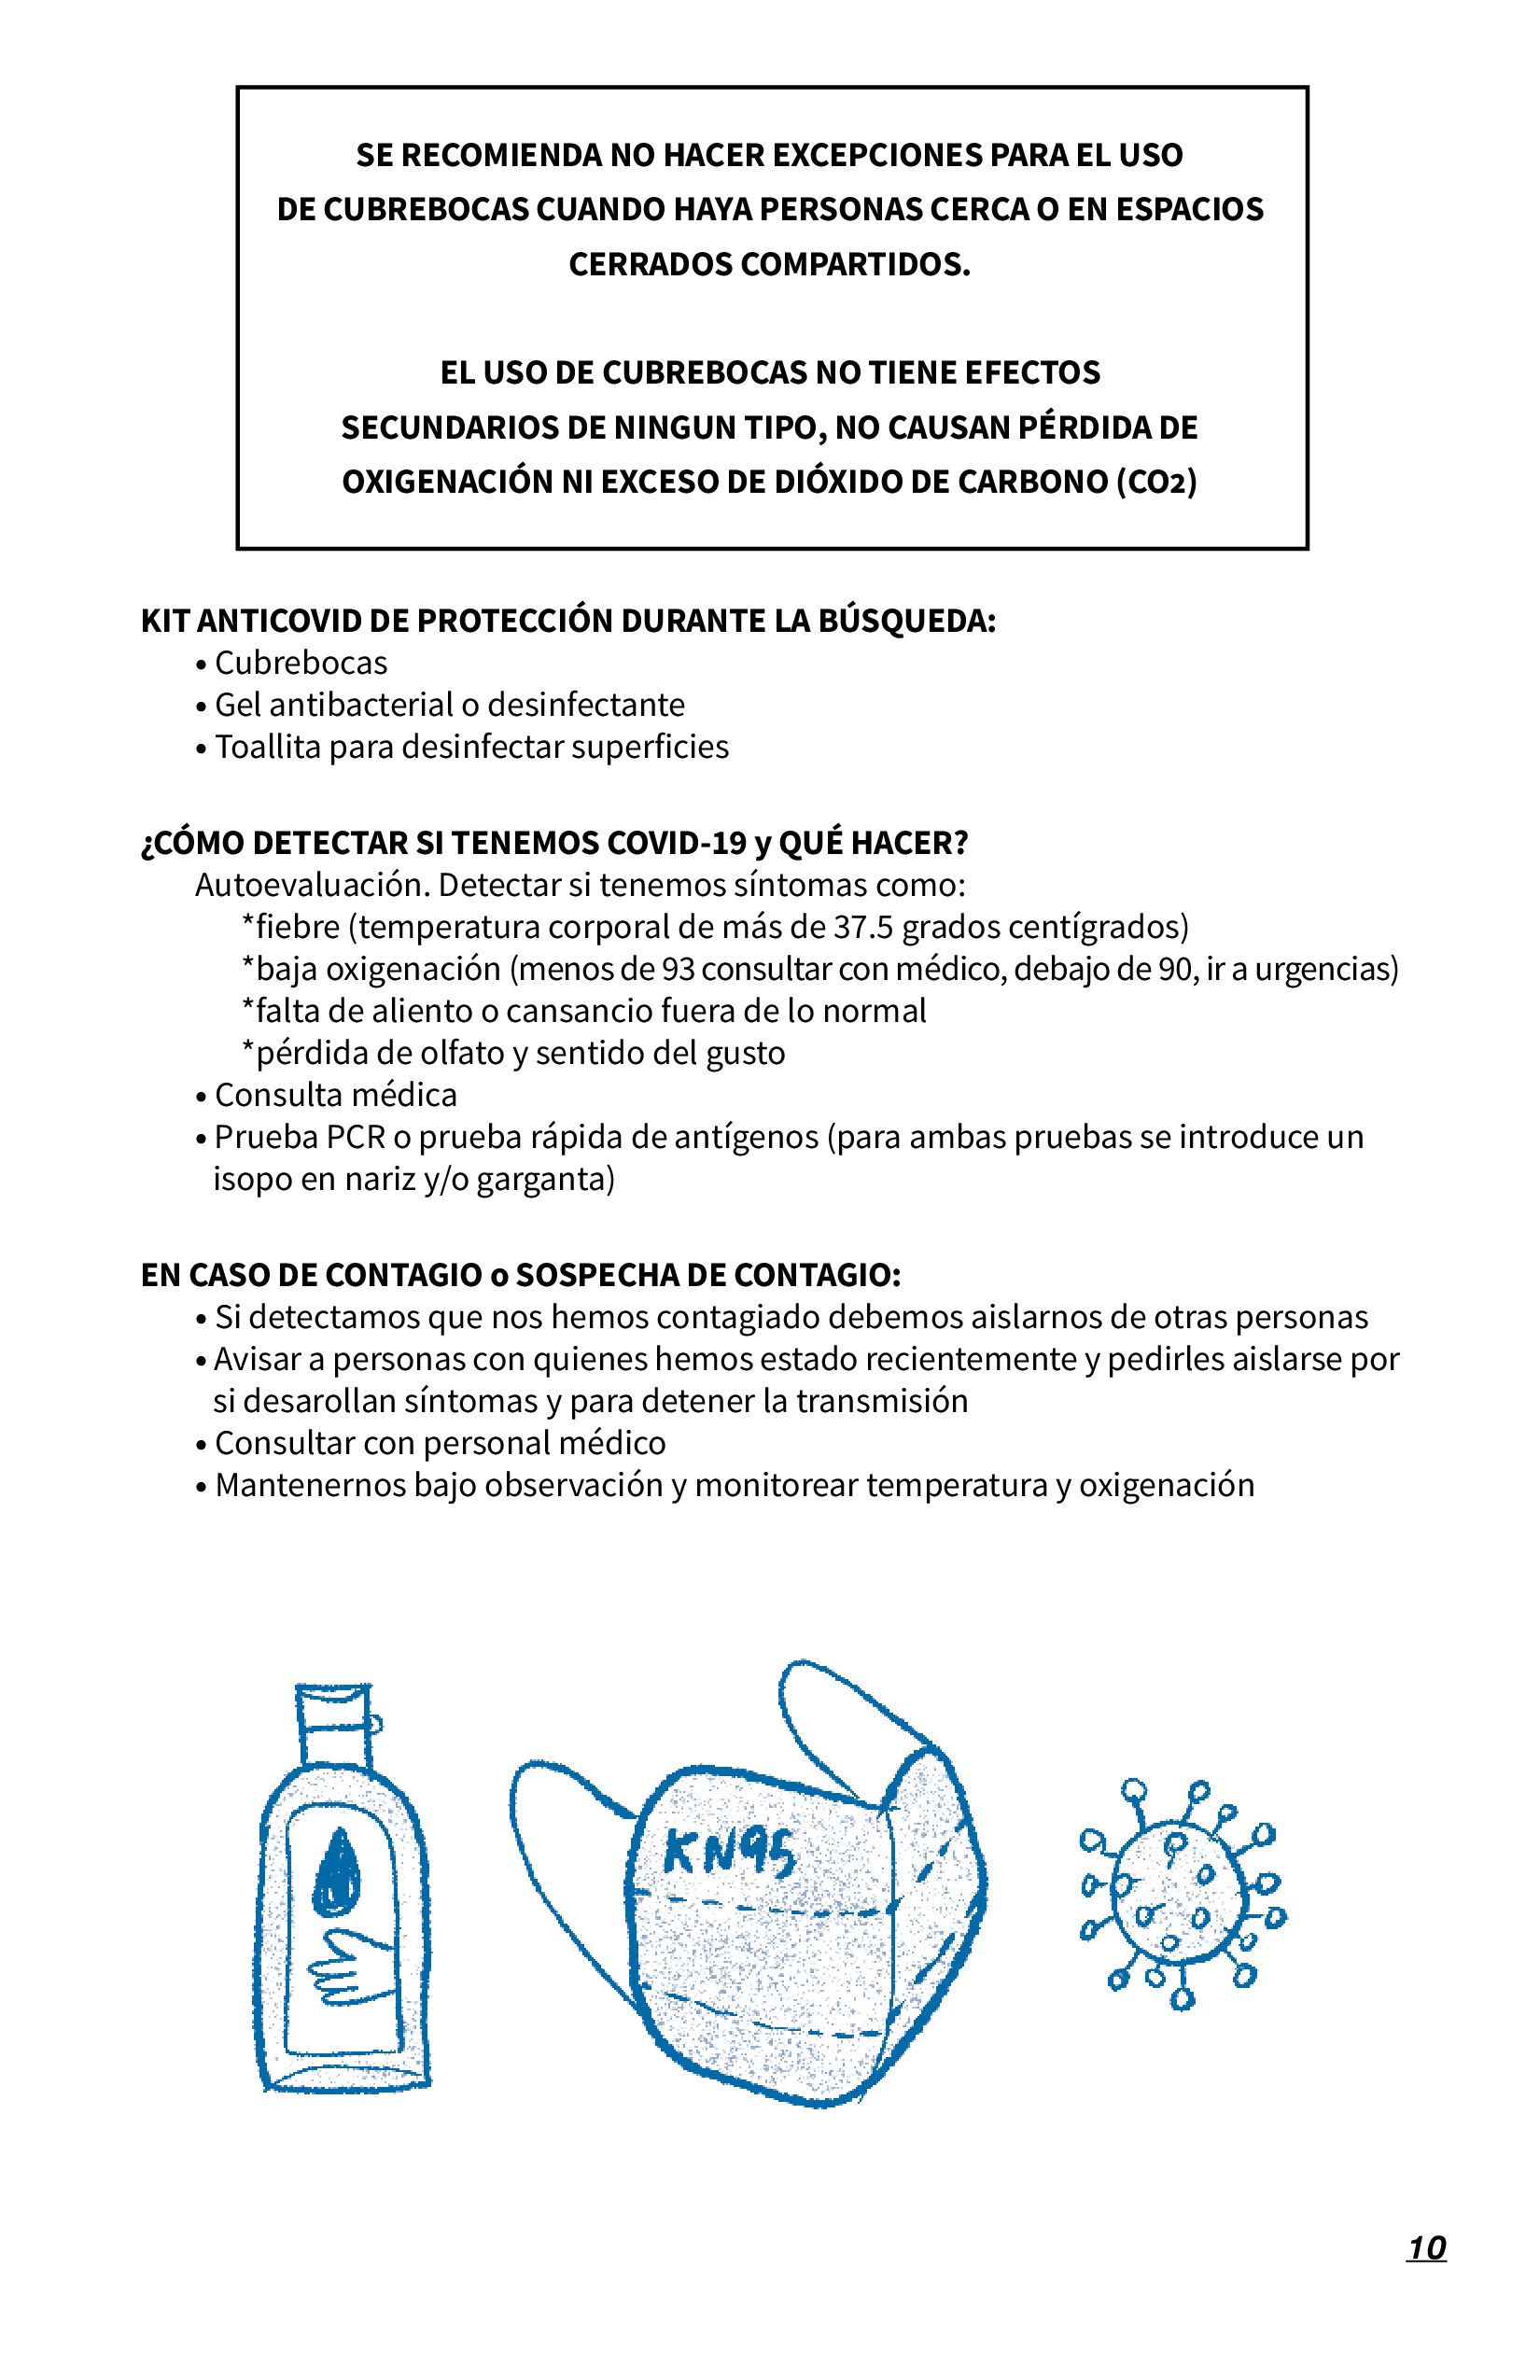 SE RECOMIENDA NO HACER EXCEPCIONES PARA EL USO
DE CUBREBOCAS CUANDO HAYA PERSONAS CERCA O EN ESPACIOS
CERRADOS COMPARTIDOS.
EL USO DE CUBREBOCAS NO TIENE EFECTOS
SECUNDARIOS DE NINGUN TIPO, NO CAUSAN PÉRDIDA DE
OXIGENACIÓN NI EXCESO DE DIÓXIDO DE CARBONO (CO2)
KIT ANTICOVID DE PROTECCIÓN DURANTE LA BÚSQUEDA:
• Cubrebocas
• Gel antibacterial o desinfectante
• Toallita para desinfectar superficies
¿CÓMO DETECTAR SI TENEMOS COVID-19 y QUÉ HACER?
Autoevaluación. Detectar si tenemos síntomas como:
*fiebre (temperatura corporal de más de 37.5 grados centígrados)
*baja oxigenación (menos de 93 consultar con médico, debajo de 90, ir a urgencias)
*falta de aliento o cansancio fuera de lo normal
*pérdida de olfato y sentido del gusto
• Consulta médica
• Prueba PCR o prueba rápida de antígenos (para ambas pruebas se introduce un
isopo en nariz y/o garganta)
EN CASO DE CONTAGIO o SOSPECHA DE CONTAGIO:
• Si detectamos que nos hemos contagiado debemos aislarnos de otras personas
• Avisar a personas con quienes hemos estado recientemente y pedirles aislarse por
si desarollan síntomas y para detener la transmisión
• Consultar con personal médico
• Mantenernos bajo observación y monitorear temperatura y oxigenación
KN95
10